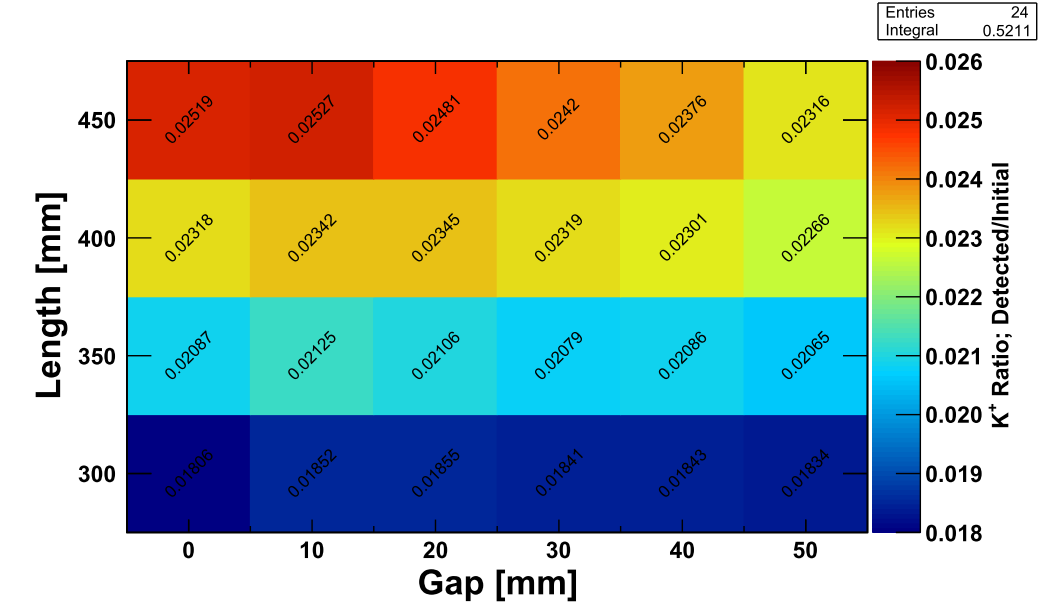 Entries 24
Integral 0.5211
0.02519 0.02527 0.02481 0.0242 0.02376 0.02316
0.02318 0.02342 0.02345 0.02319 0.02301 0.02266
0.02087 0.02125 0.02106 0.02079 0.02086 0.02065
0.01806 0.01852 0.01855 0.01841 0.01843 0.01834
450
400
350
300
Length [mm]
0 10 20 30 40 50
Gap [mm]
0.026
0.025
0.024
0.023
0.022
0.021
0.020
0.019
0.018
K⁺ Ratio; Detected/Initial